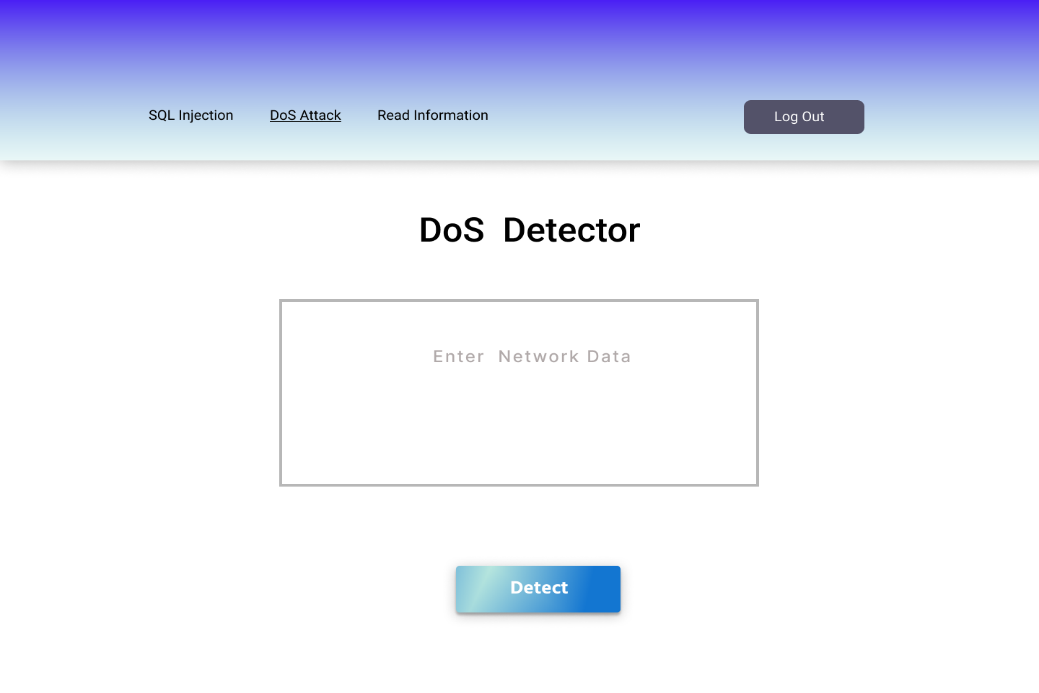 SQL Injection DoS Attack Read Information Log Out
DoS Detector
Enter Network Data
Detect